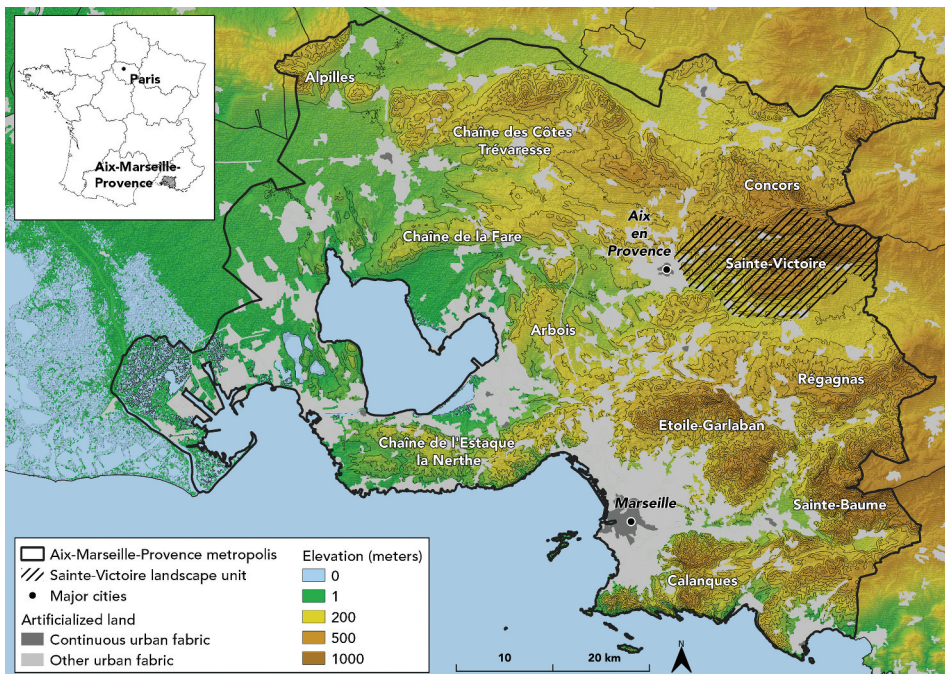 Paris
Aix-Marseille-
Provence
Alpilles
Chaîne des Côtes
Trévaresse
Concors
Aix
en
Provence
Chaîne de la Fare
Sainte-Victoire
Arbois
Régagnas
Etoile-Garlaban
Chaîne de l'Estaque
la Nerthe
Marseille
Sainte-Baume
Calanques
Aix-Marseille-Provence metropolis
Sainte-Victoire landscape unit
Major cities
Artificialized land
Continuous urban fabric
Other urban fabric
Elevation (meters)
0
1
200
500
1000
10
20 km
N